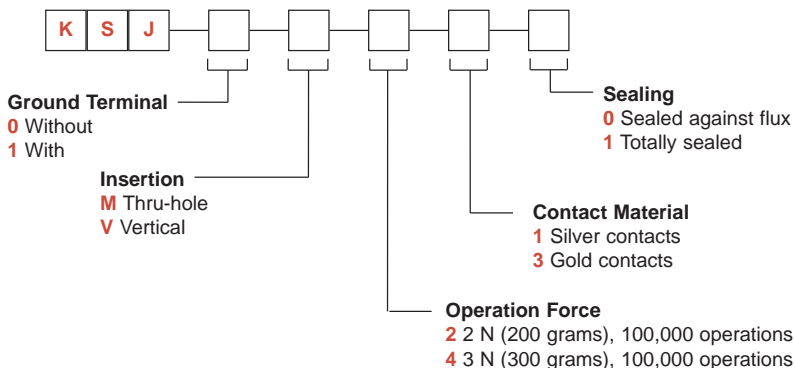 K S J
Ground Terminal
0 Without
1 With
Insertion
M Thru-hole
V Vertical
Sealing
0 Sealed against flux
1 Totally sealed
Contact Material
1 Silver contacts
3 Gold contacts
Operation Force
2 2 N (200 grams), 100,000 operations
4 3 N (300 grams), 100,000 operations